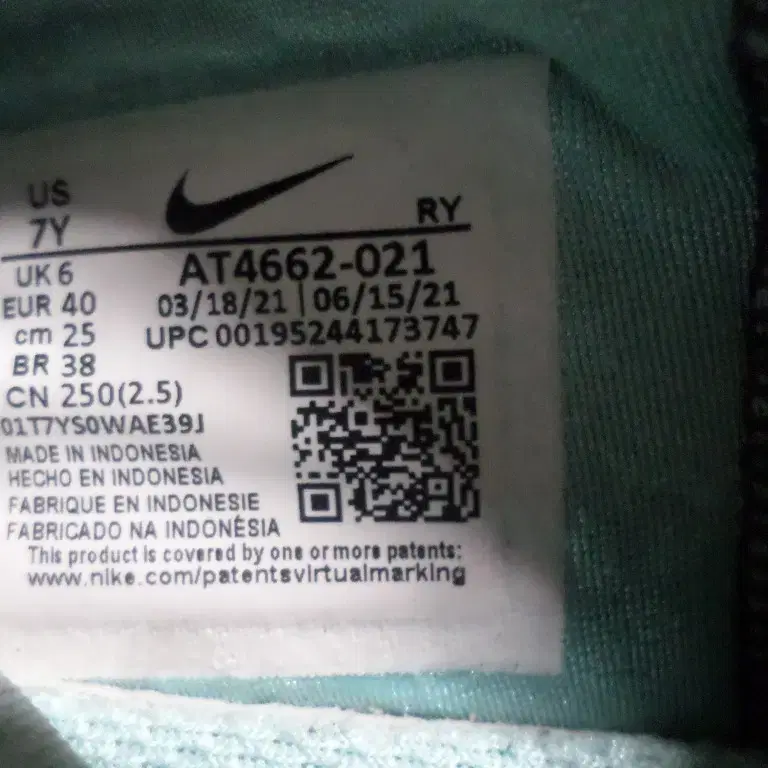 US
7Y
RY
UK 6
AT4662-021
EUR 40
03/18/21 | 06/15/21
cm 25
UPC 00195244173747
BR 38
CN 250(2.5)
01T7YS0WAE39J
MADE IN INDONESIA
HECHO EN INDONESIA
FABRIQUE EN INDONESIE
FABRICADO NA INDONÉSIA
This product is covered by one or more patents:
www.nike.com/patentsvirtualmarking